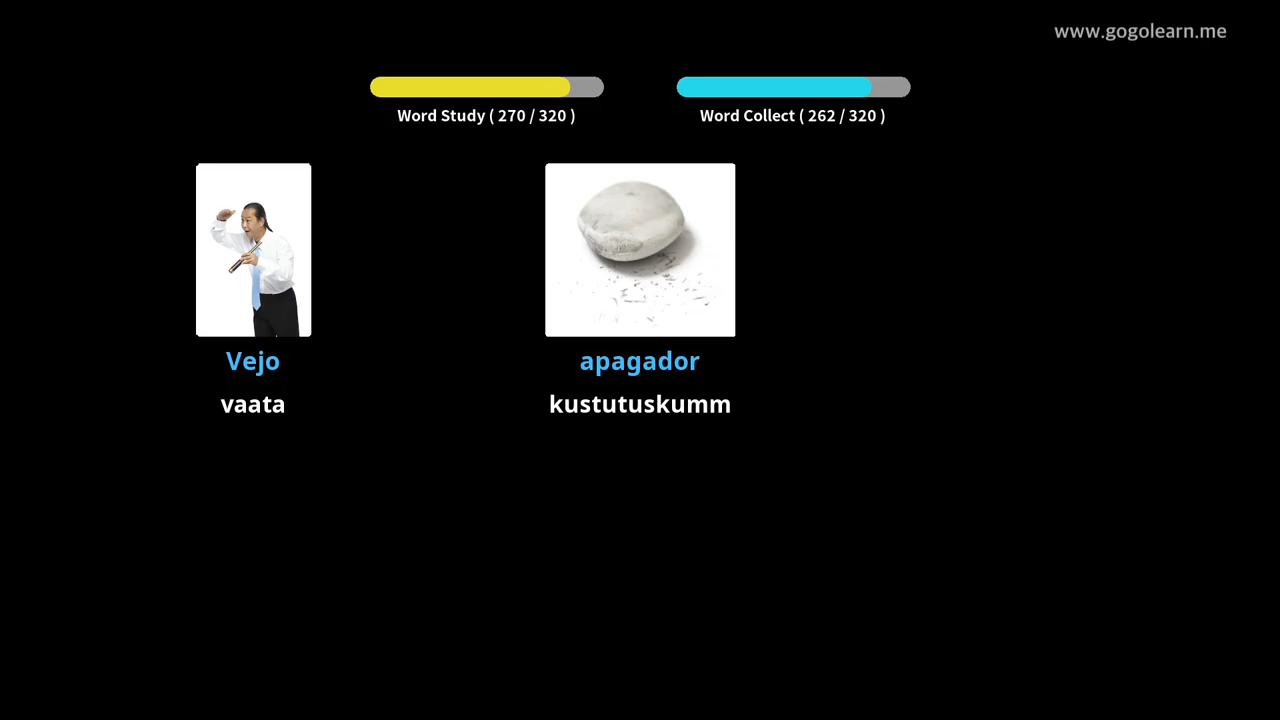 www.gogolearn.me
Word Study ( 270 / 320 )
Word Collect ( 262 / 320 )
Vejo
apagador
vaata
kustutuskumm